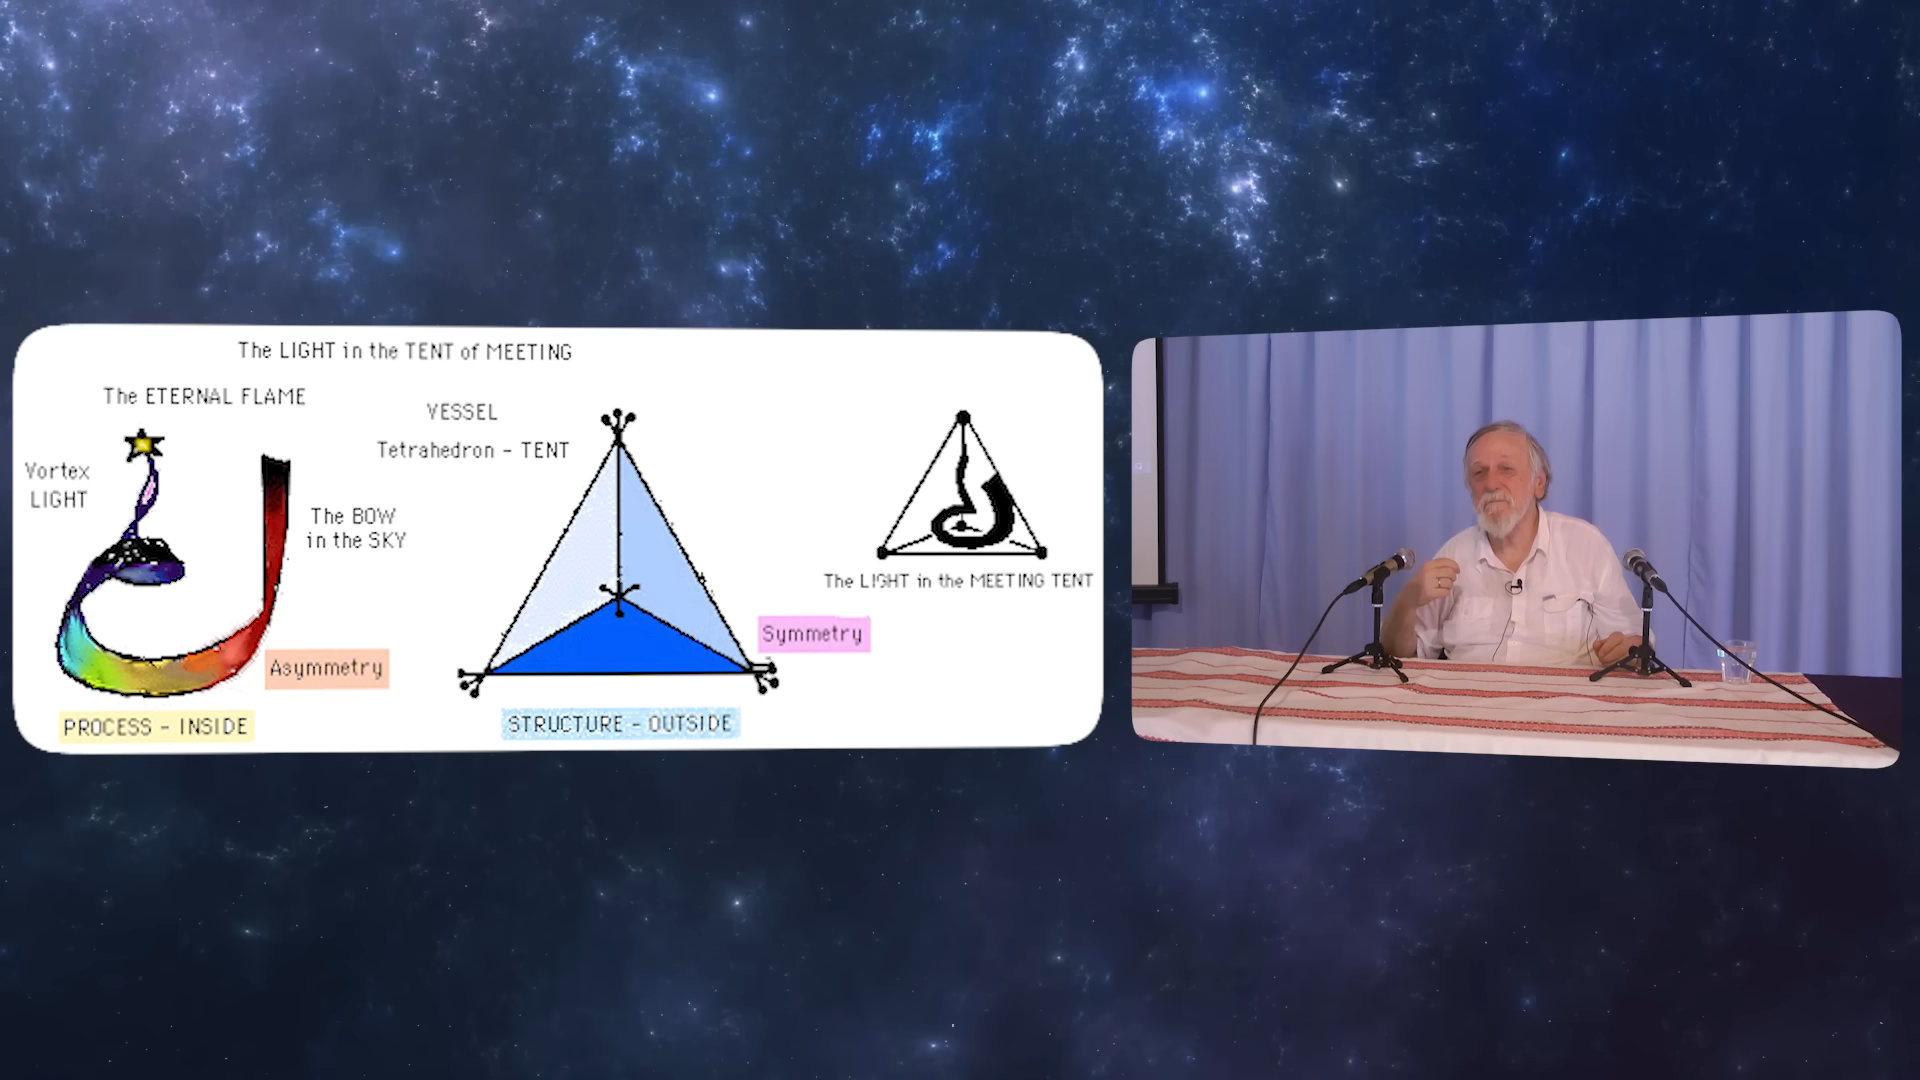 The LIGHT in the TENT of MEETING
The ETERNAL FLAME
Vortex
LIGHT
The BOW
in the SKY
Asymmetry
PROCESS - INSIDE
VESSEL
Tetrahedron - TENT
Symmetry
STRUCTURE - OUTSIDE
The LIGHT in the MEETING TENT